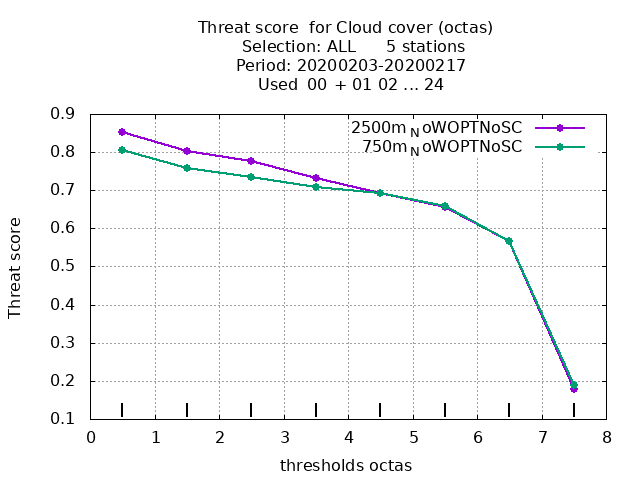 Threat score for Cloud cover (octas)
Selection: ALL 5 stations
Period: 20200203-20200217
Used 00 + 01 02 ... 24
2500m_NoWOPTNoSC
750m_NoWOPTNoSC
0.9
0.8
0.7
0.6
0.5
0.4
0.3
0.2
0.1
Threat score
0 1 2 3 4 5 6 7 8
thresholds octas